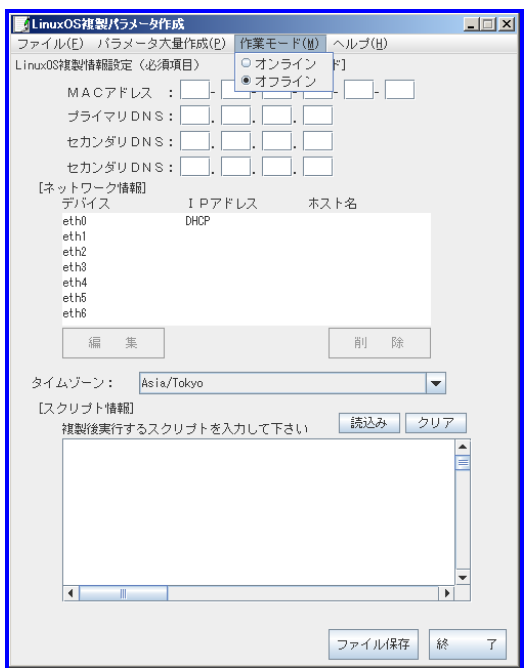 LinuxOS複製パラメータ作成
ファイル(F) パラメータ大量作成(P) 作業モード(M) ヘルプ(H)
LinuxOS複製情報設定（必須項目） ド]
オンライン
オフライン
ＭＡＣアドレス ： - - - - -
プライマリＤＮＳ： . . .
セカンダリＤＮＳ： . . .
セカンダリＤＮＳ： . . .
[ネットワーク情報]
デバイス ＩＰアドレス ホスト名
eth0 DHCP
eth1
eth2
eth3
eth4
eth5
eth6
編 集 削 除
タイムゾーン： Asia/Tokyo
[スクリプト情報]
複製後実行するスクリプトを入力して下さい 読込み クリア
ファイル保存 終 了